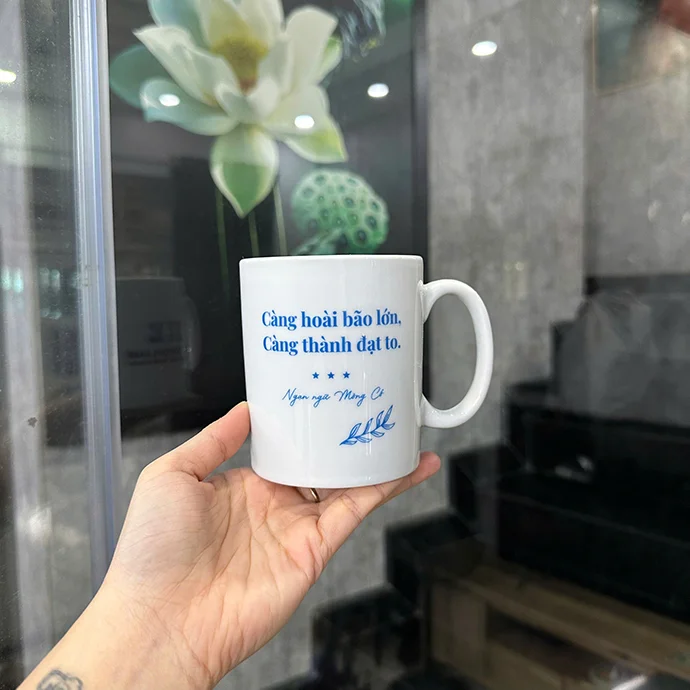 Càng hoài bão lớn,
Càng thành đạt to.
★ ★ ★
Ngạn ngữ Mông Cổ